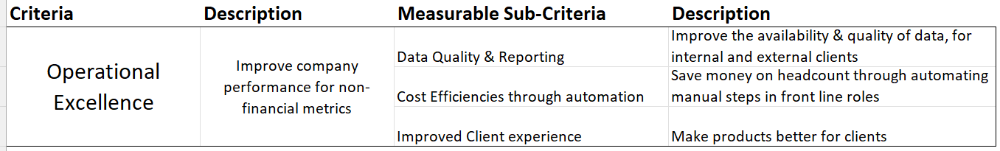 Criteria Description Measurable Sub-Criteria Description
Operational
Excellence
Improve company
performance for non-
financial metrics
Data Quality & Reporting
Improve the availability & quality of data, for
internal and external clients
Cost Efficiencies through automation
Save money on headcount through automating
manual steps in front line roles
Improved Client experience
Make products better for clients